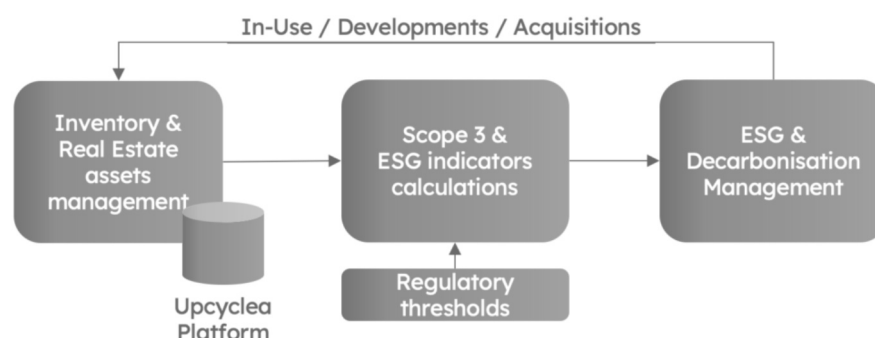 In-Use / Developments / Acquisitions
Inventory &
Real Estate
assets
management
Scope 3 &
ESG indicators
calculations
ESG &
Decarbonisation
Management
Regulatory
thresholds
Upcyclea
Platform